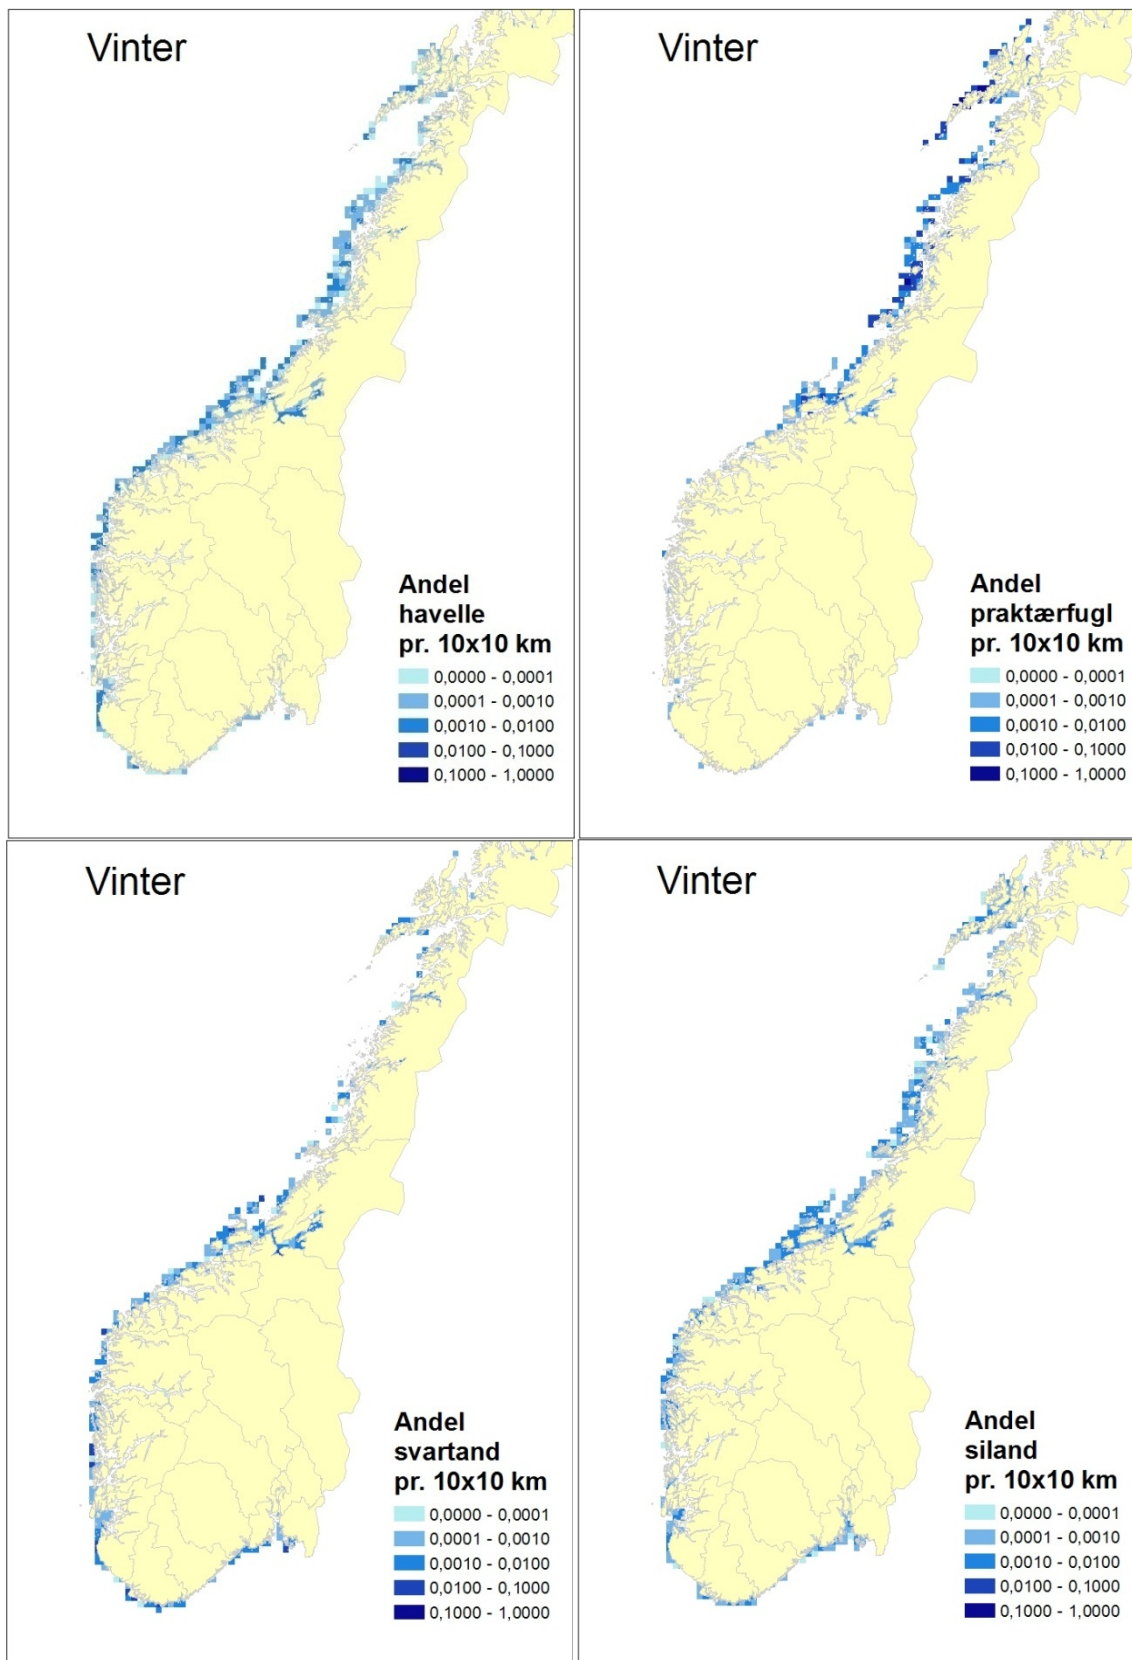 Vinter
Andel
havelle
pr. 10x10 km
0,0000 - 0,0001
0,0001 - 0,0010
0,0010 - 0,0100
0,0100 - 0,1000
0,1000 - 1,0000
Vinter
Andel
praktærfugl
pr. 10x10 km
0,0000 - 0,0001
0,0001 - 0,0010
0,0010 - 0,0100
0,0100 - 0,1000
0,1000 - 1,0000
Vinter
Andel
svartand
pr. 10x10 km
0,0000 - 0,0001
0,0001 - 0,0010
0,0010 - 0,0100
0,0100 - 0,1000
0,1000 - 1,0000
Vinter
Andel
siland
pr. 10x10 km
0,0000 - 0,0001
0,0001 - 0,0010
0,0010 - 0,0100
0,0100 - 0,1000
0,1000 - 1,0000